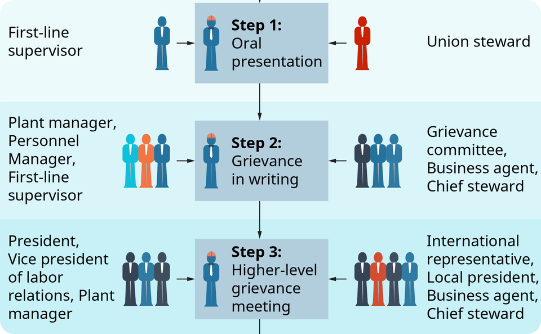 First-line
supervisor
Step 1:
Oral
presentation
Union steward
Plant manager,
Personnel
Manager,
First-line
supervisor
Step 2:
Grievance
in writing
Grievance
committee,
Business agent,
Chief steward
President,
Vice president
of labor
relations, Plant
manager
Step 3:
Higher-level
grievance
meeting
International
representative,
Local president,
Business agent,
Chief steward